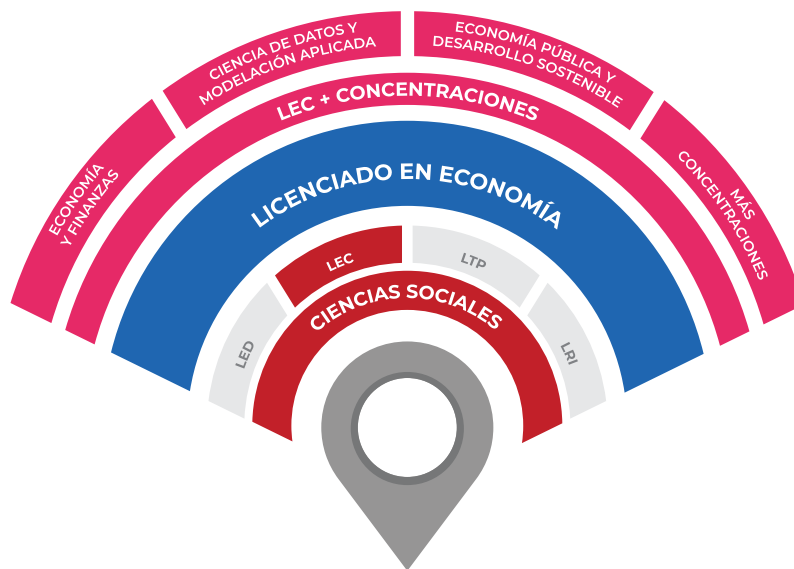 ECONOMÍA
Y FINANZAS
CIENCIA DE DATOS Y
MODELACIÓN APLICADA
ECONOMÍA PÚBLICA Y
DESARROLLO SOSTENIBLE
MÁS
CONCENTRACIONES
LEC + CONCENTRACIONES
LICENCIADO EN ECONOMÍA
LED
LEC
LTP
LRI
CIENCIAS SOCIALES